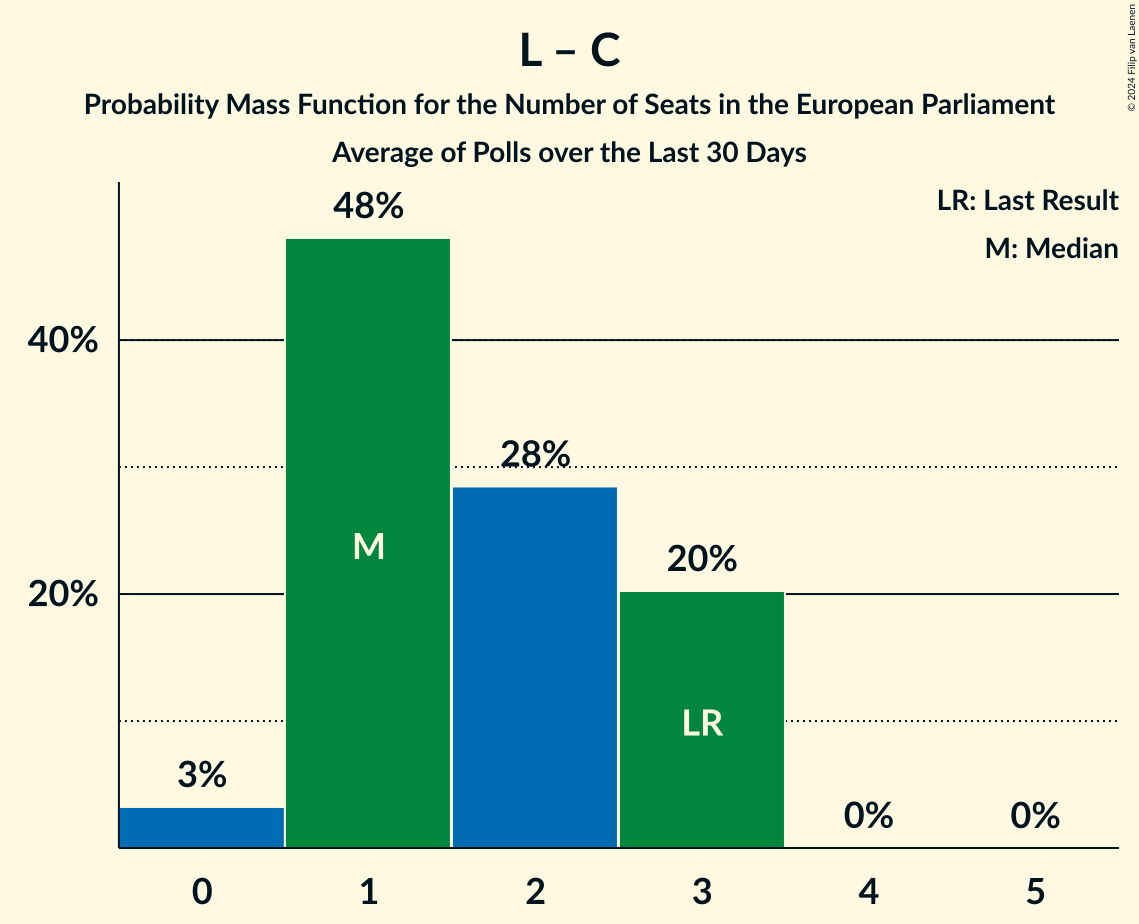 L – C
Probability Mass Function for the Number of Seats in the European Parliament
Average of Polls over the Last 30 Days
© 2024 Filip van Laenen
LR: Last Result
M: Median
48%
40%
28%
M
20%
20%
LR
3%
0%
0%
0 1 2 3 4 5